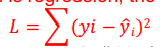 L = ∑(yi − ŷᵢ)²